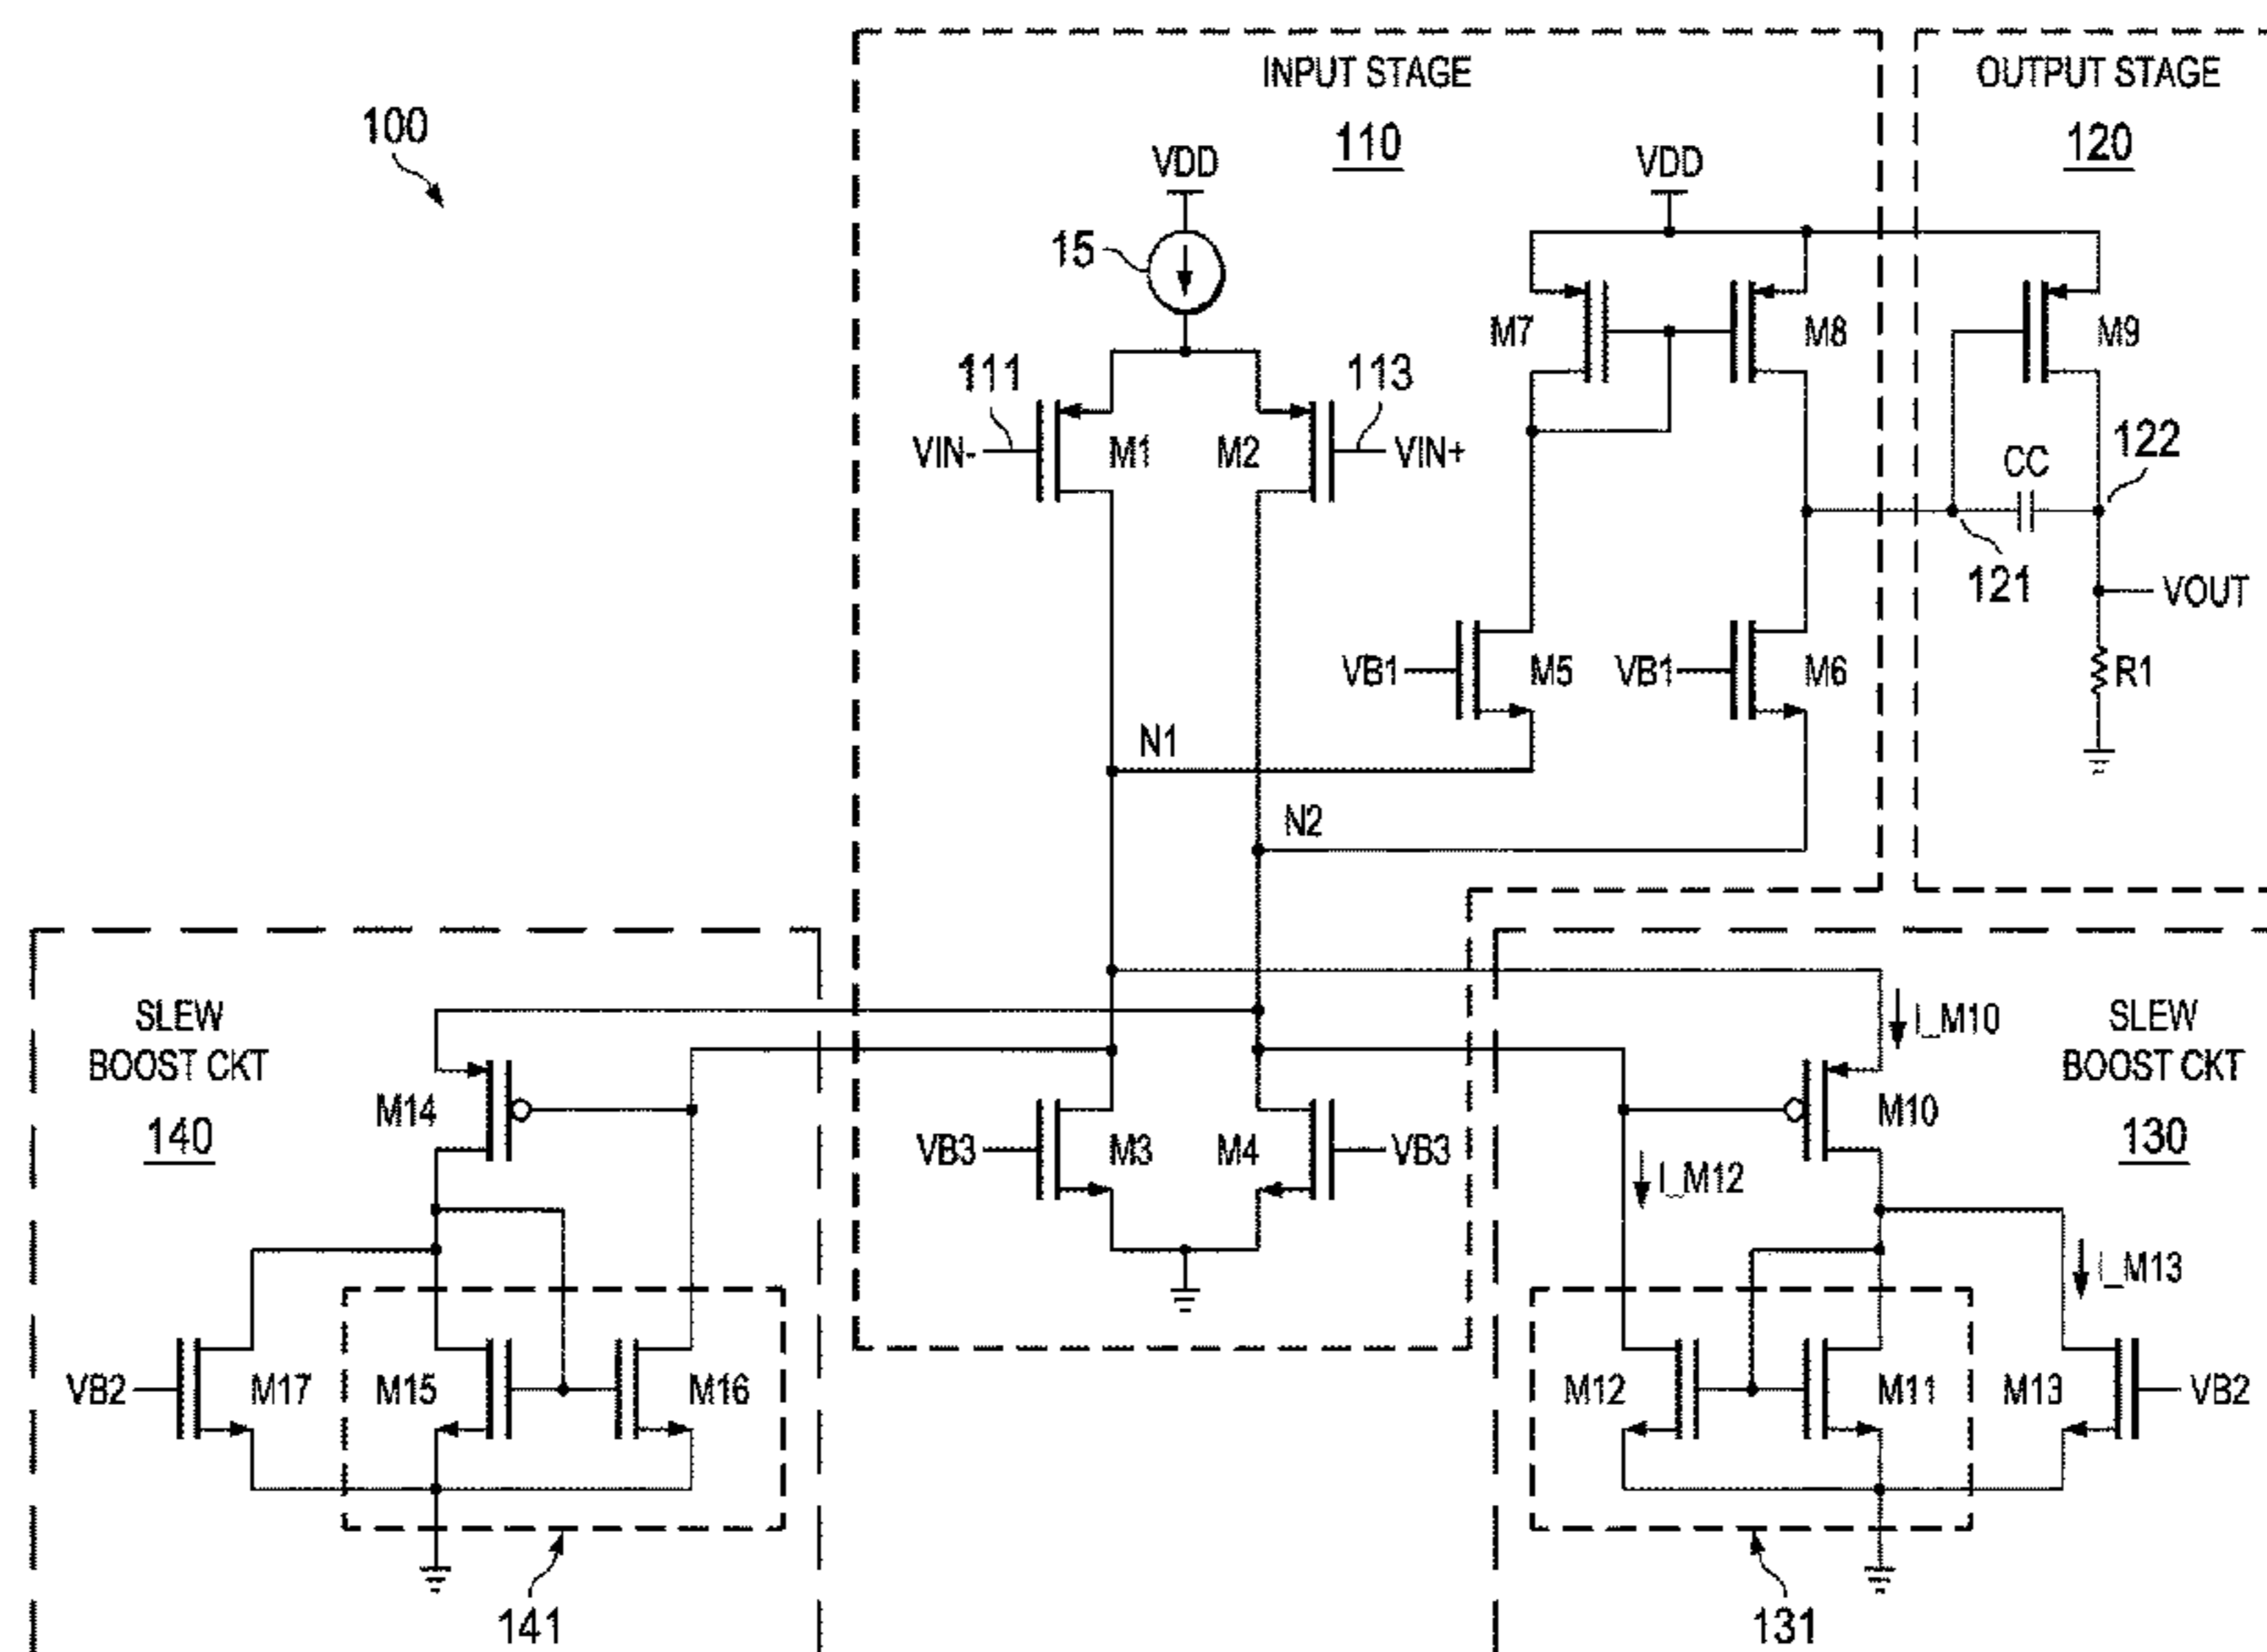 INPUT STAGE
110
OUTPUT STAGE
120
100
VDD
VDD
15
M7
M8
M9
111
113
VIN-
M1
M2
VIN+
CC
122
121
VOUT
VB1
M5
VB1
M6
R1
N1
N2
SLEW
BOOST CKT
140
M14
VB3
M3
M4
VB3
I_M10
M10
SLEW
BOOST CKT
130
I_M12
I_M13
VB2
M17
M15
M16
M12
M11
M13
VB2
141
131